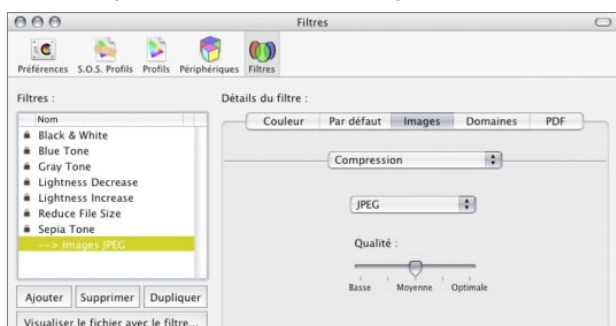 Filtres
Préférences S.O.S. Profils Profils Périphériques Filtres
Filtres :
Détails du filtre :
Nom
Black & White
Blue Tone
Gray Tone
Lightness Decrease
Lightness Increase
Reduce File Size
Sepia Tone
--> Images JPEG
Couleur Par défaut Images Domaines PDF
Compression
JPEG
Qualité :
Basse Moyenne Optimale
Ajouter Supprimer Dupliquer
Visualiser le fichier avec le filtre...